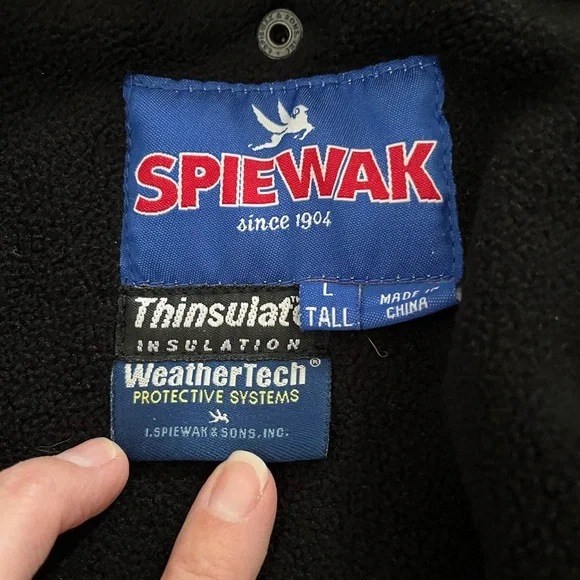 SPIEWAK
since 1904
L
TALL
MADE IN
CHINA
Thinsulate
INSULATION
WeatherTech®
PROTECTIVE SYSTEMS
I.SPIEWAK & SONS, INC.